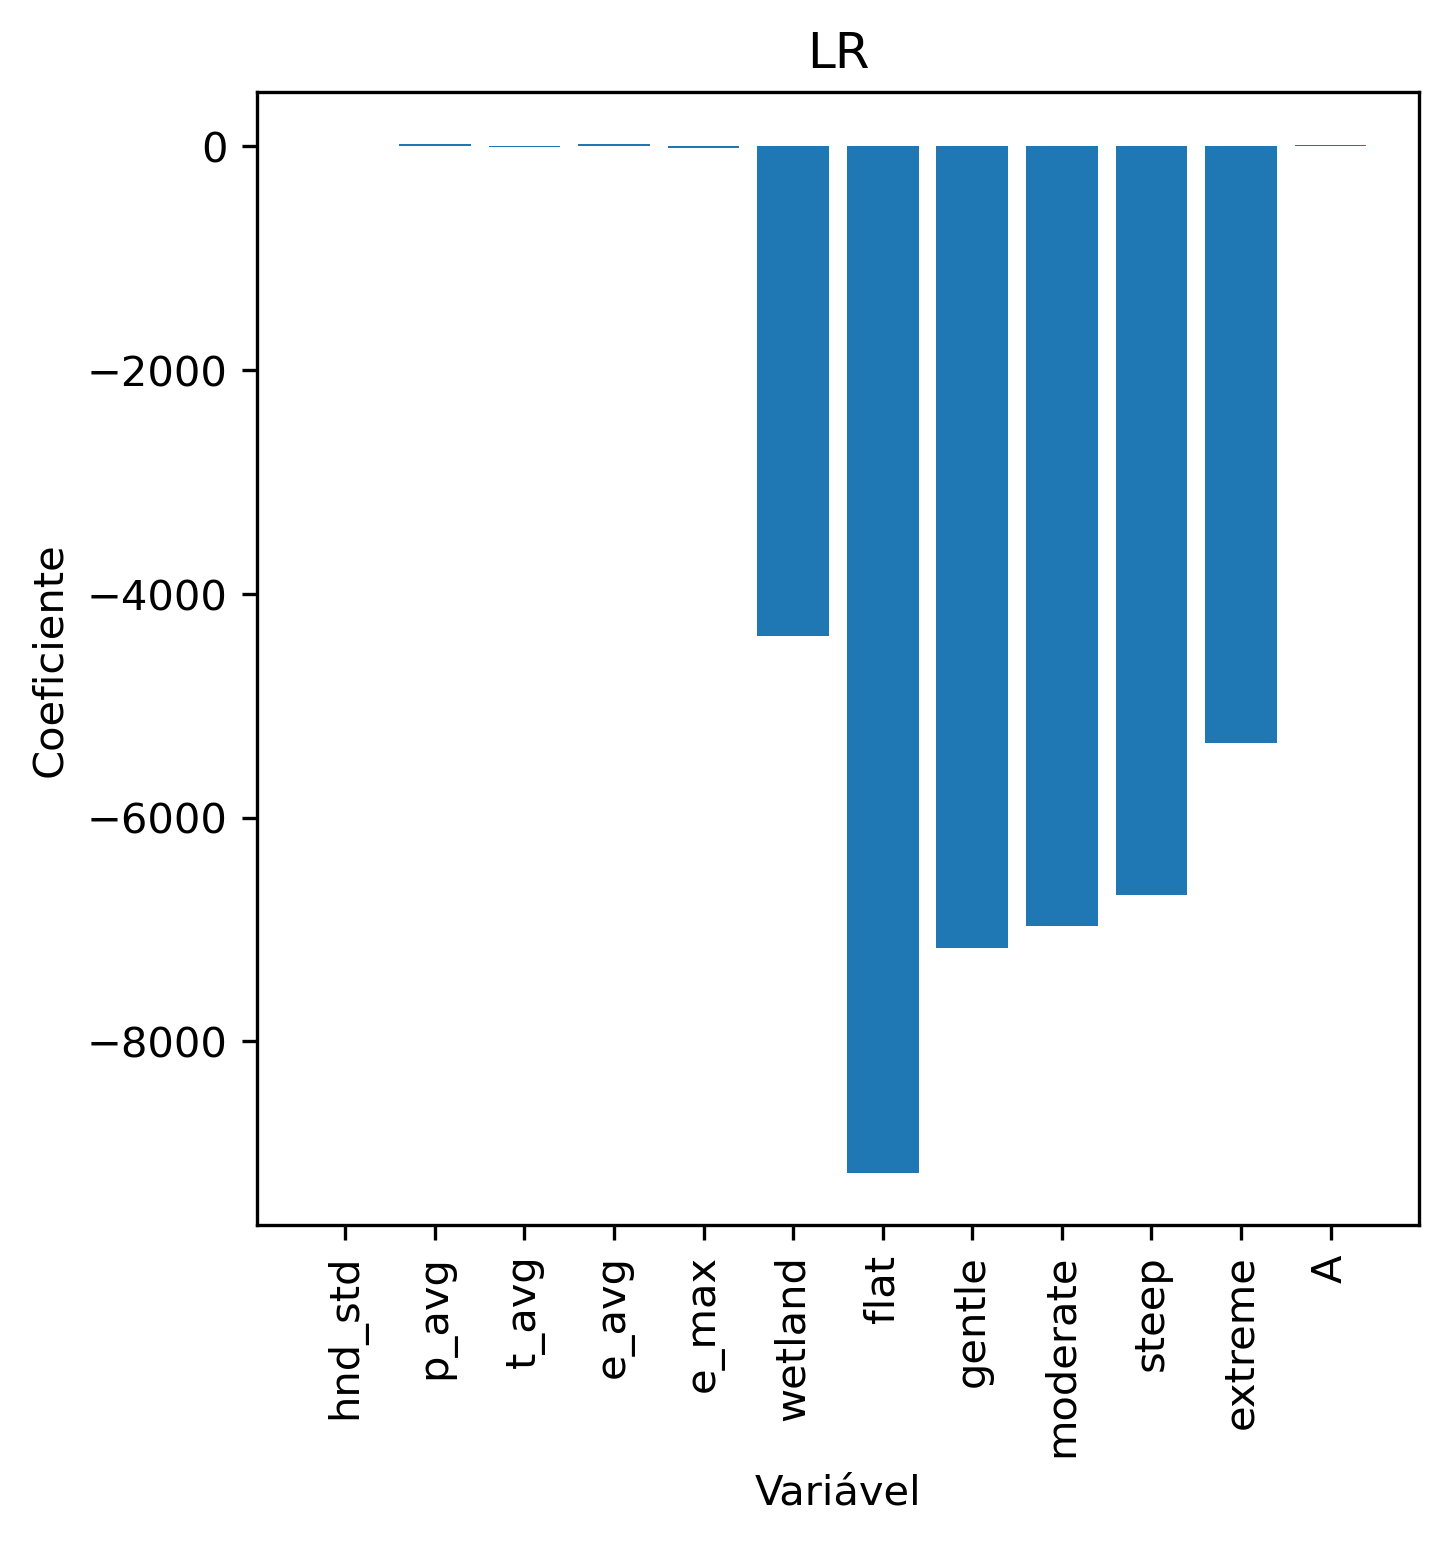 LR
Coeficiente
0
−2000
−4000
−6000
−8000
hnd_std
p_avg
t_avg
e_avg
e_max
wetland
flat
gentle
moderate
steep
extreme
A
Variável